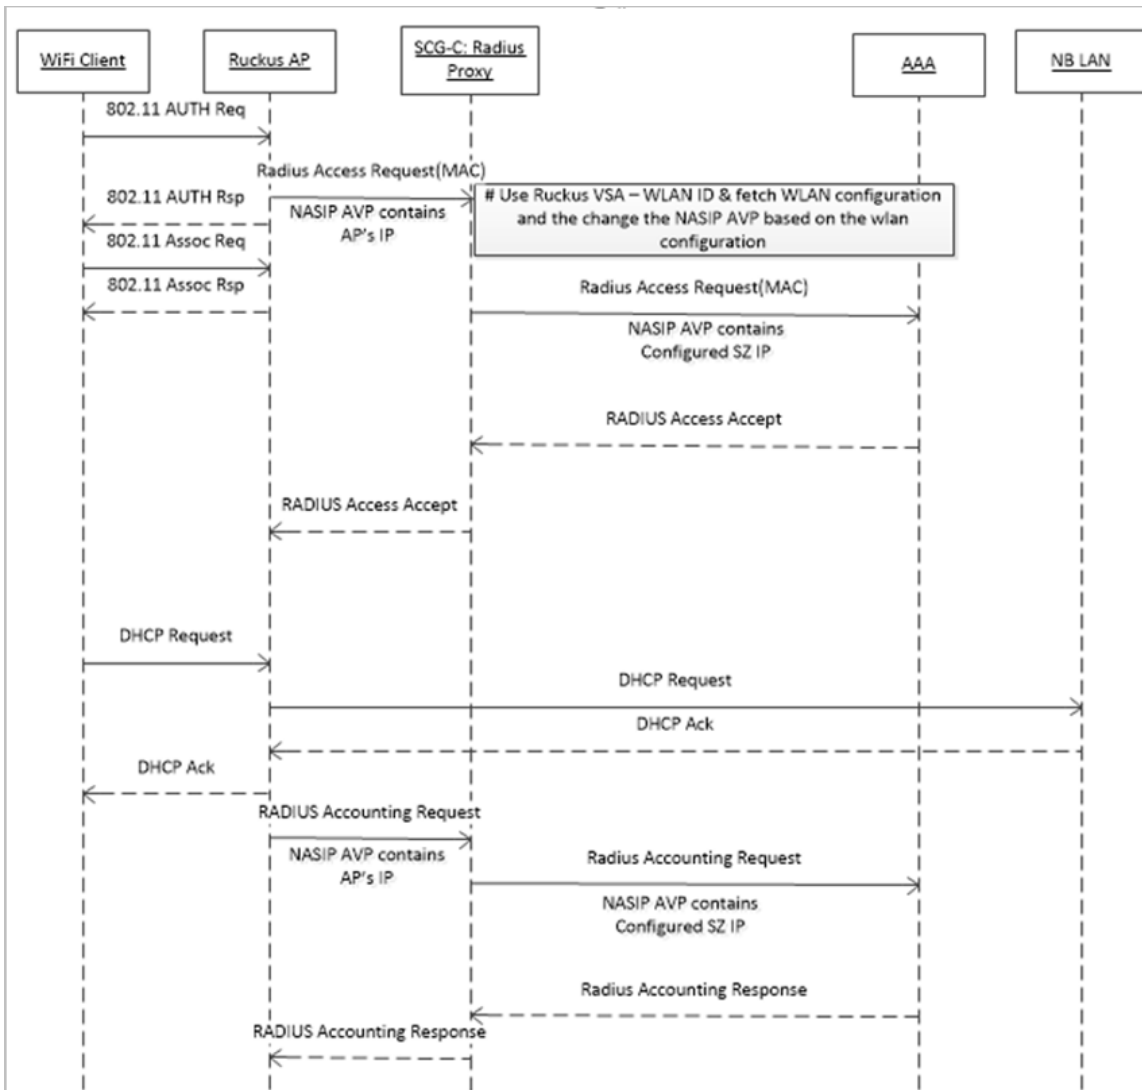 WiFi Client
Ruckus AP
SCG-C: Radius
Proxy
AAA
NB LAN
802.11 AUTH Req
Radius Access Request(MAC)
802.11 AUTH Rsp
NASIP AVP contains
AP's IP
# Use Ruckus VSA – WLAN ID & fetch WLAN configuration
and the change the NASIP AVP based on the wlan
configuration
802.11 Assoc Req
802.11 Assoc Rsp
Radius Access Request(MAC)
NASIP AVP contains
Configured SZ IP
RADIUS Access Accept
RADIUS Access Accept
DHCP Request
DHCP Request
DHCP Ack
DHCP Ack
RADIUS Accounting Request
NASIP AVP contains
AP's IP
Radius Accounting Request
NASIP AVP contains
Configured SZ IP
Radius Accounting Response
RADIUS Accounting Response